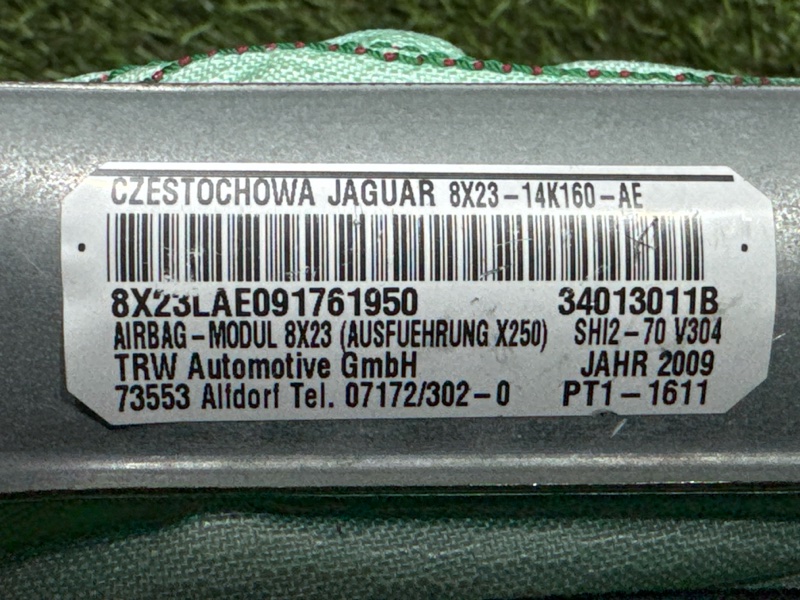 CZESTOCHOWA JAGUAR 8X23-14K160-AE
8X23LAE091761950 34013011B
AIRBAG-MODUL 8X23 (AUSFUEHRUNG X250) SHI2-70 V304
TRW Automotive GmbH JAHR 2009
73553 Alfdorf Tel. 07172/302-0 PT1-1611